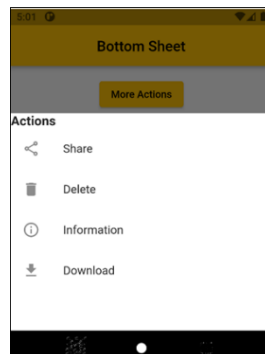 5:01
Bottom Sheet
More Actions
Actions
Share
Delete
Information
Download